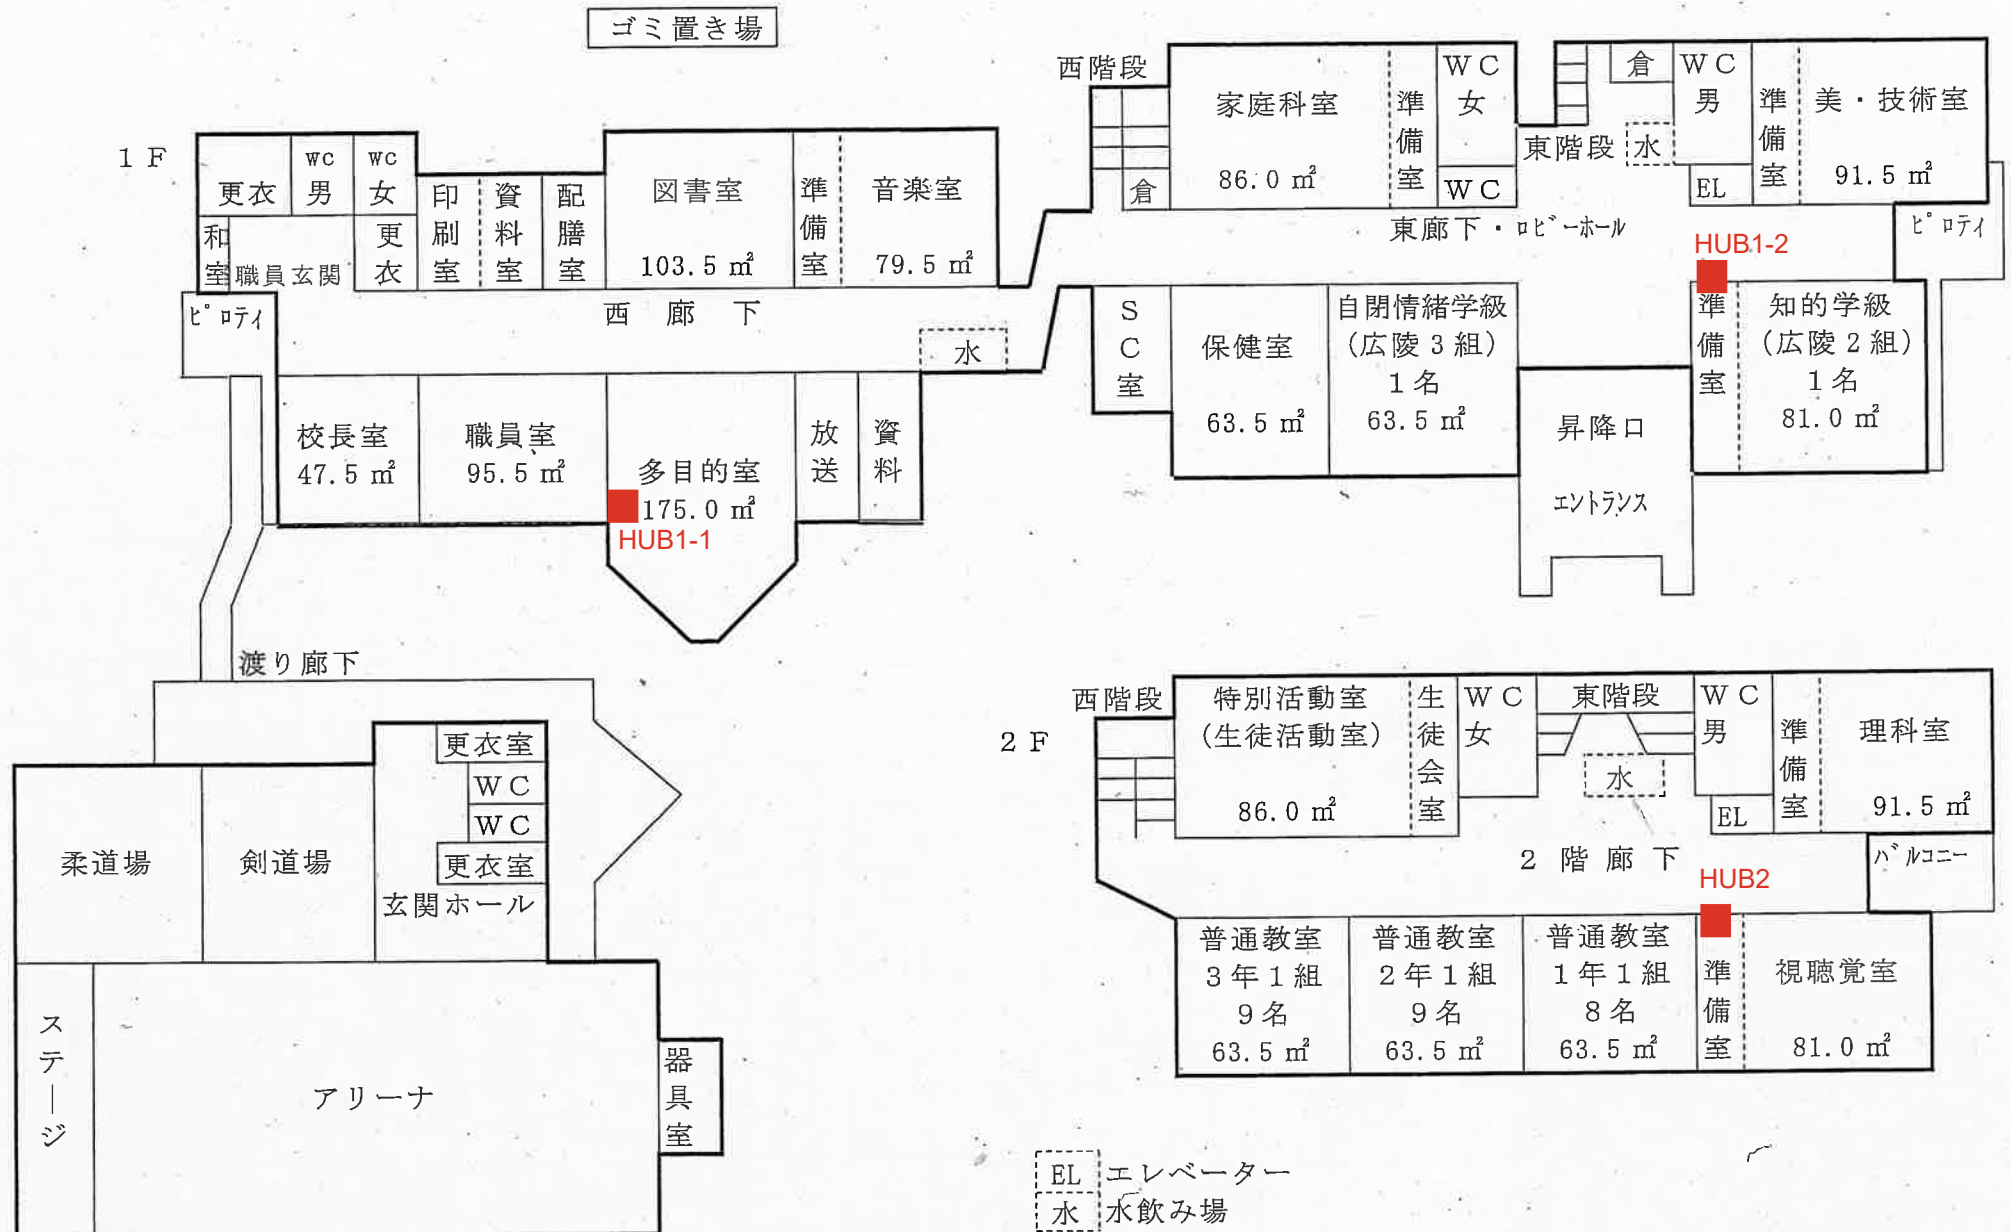 ゴミ置き場
1F
更衣
wc
男
wc
女
和室
職員玄関
更衣
印刷室
資料室
配膳室
図書室
103.5㎡
準備室
音楽室
79.5㎡
ピロティ
西廊下
水
校長室
47.5㎡
職員室
95.5㎡
多目的室
175.0㎡
HUB1-1
放送
資料
西階段
倉
家庭科室
86.0㎡
準備室
WC
女
WC
東階段
倉
水
WC
男
EL
準備室
美・技術室
91.5㎡
東廊下・ロビーホール
ピロティ
HUB1-2
SC室
保健室
63.5㎡
自閉情緒学級
(広陵3組)
1名
63.5㎡
昇降口
エントランス
準備室
知的学級
(広陵2組)
1名
81.0㎡
渡り廊下
更衣室
WC
WC
更衣室
玄関ホール
柔道場
剣道場
ステージ
アリーナ
器具室
2F
西階段
特別活動室
(生徒活動室)
86.0㎡
生徒会室
WC
女
東階段
水
WC
男
EL
準備室
理科室
91.5㎡
2階廊下
バルコニー
HUB2
普通教室
3年1組
9名
63.5㎡
普通教室
2年1組
9名
63.5㎡
普通教室
1年1組
8名
63.5㎡
準備室
視聴覚室
81.0㎡
EL エレベーター
水 水飲み場